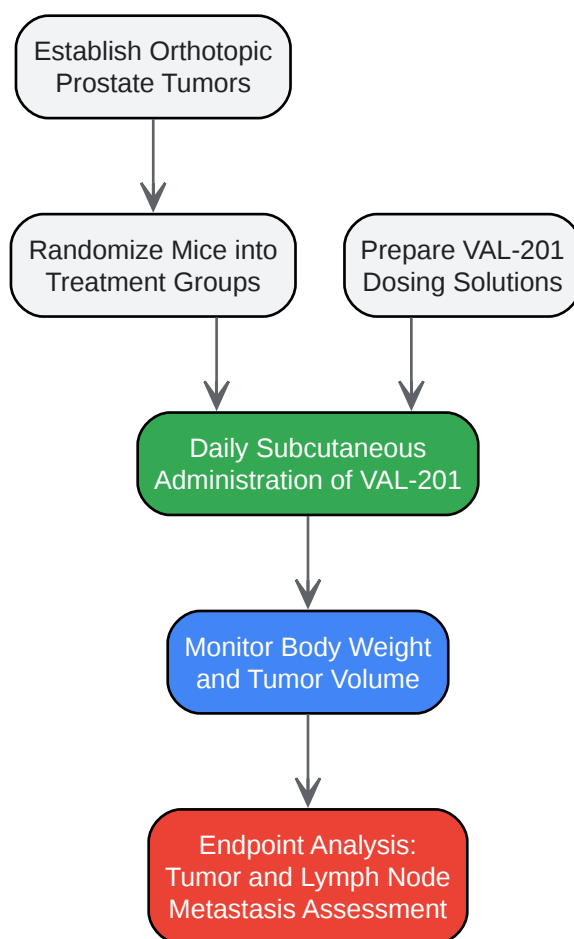 Establish Orthotopic
Prostate Tumors
Randomize Mice into
Treatment Groups
Prepare VAL-201
Dosing Solutions
Daily Subcutaneous
Administration of VAL-201
Monitor Body Weight
and Tumor Volume
Endpoint Analysis:
Tumor and Lymph Node
Metastasis Assessment